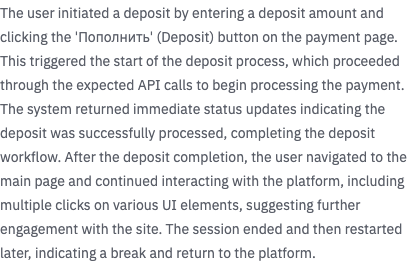 The user initiated a deposit by entering a deposit amount and
clicking the 'Пополнить' (Deposit) button on the payment page.
This triggered the start of the deposit process, which proceeded
through the expected API calls to begin processing the payment.
The system returned immediate status updates indicating the
deposit was successfully processed, completing the deposit
workflow. After the deposit completion, the user navigated to the
main page and continued interacting with the platform, including
multiple clicks on various UI elements, suggesting further
engagement with the site. The session ended and then restarted
later, indicating a break and return to the platform.